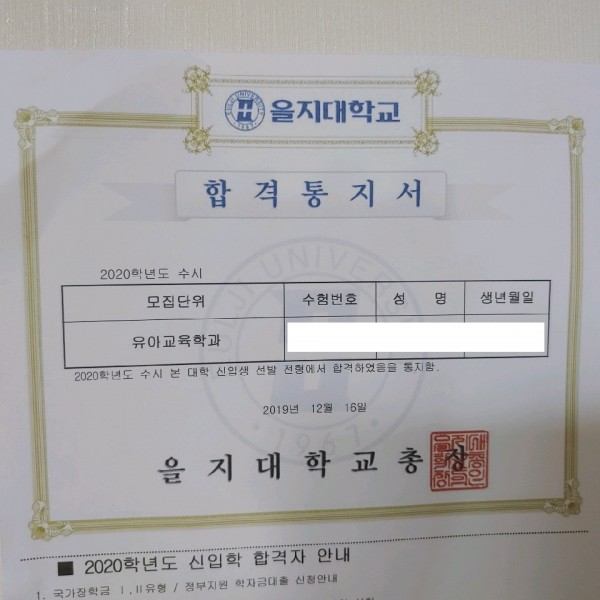 을지대학교
합격통지서
2020학년도 수시
모집단위 수험번호 성 명 생년월일
유아교육학과
2020학년도 수시 본 대학 신입생 선발 전형에서 합격하였음을 통지함.
2019년 12월 16일
을지대학교총장
■ 2020학년도 신입학 합격자 안내
1. 국가장학금 Ⅰ,Ⅱ유형 / 정부지원 학자금대출 신청안내